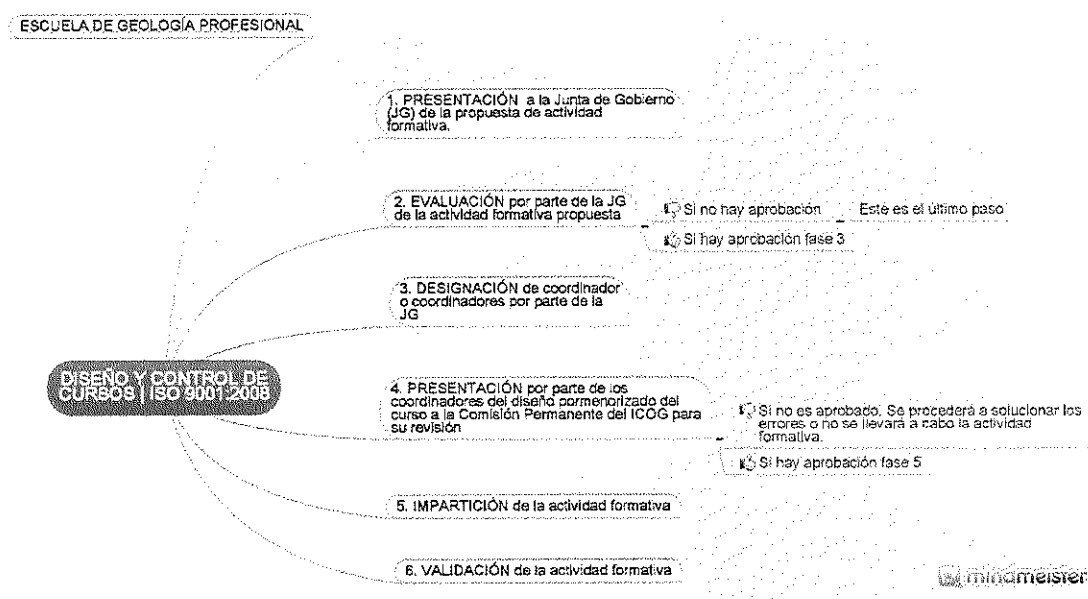 ESCUELA DE GEOLOGÍA PROFESIONAL
1. PRESENTACIÓN a la Junta de Gobierno
(JG) de la propuesta de actividad
formativa.
2. EVALUACIÓN por parte de la JG
de la actividad formativa propuesta
Si no hay aprobación
Este es el último paso
Si hay aprobación fase 3
3. DESIGNACIÓN de coordinador
o coordinadores por parte de la
JG
DISEÑO Y CONTROL DE
CURSOS | ISO 9001:2008
4. PRESENTACIÓN por parte de los
coordinadores del diseño pormenorizado del
curso a la Comisión Permanente del ICOG para
su revisión
Si no es aprobado. Se procederá a solucionar los
errores o no se llevará a cabo la actividad
formativa.
Si hay aprobación fase 5
5. IMPARTICIÓN de la actividad formativa
6. VALIDACIÓN de la actividad formativa
mindmeister